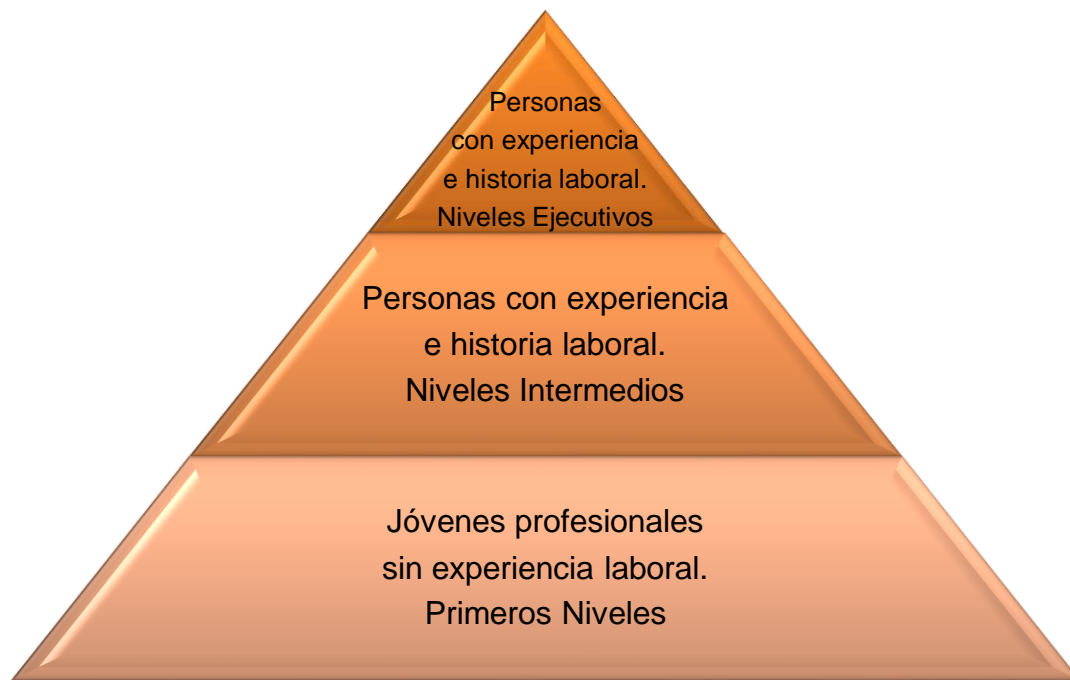 Personas
con experiencia
e historia laboral.
Niveles Ejecutivos
Personas con experiencia
e historia laboral.
Niveles Intermedios
Jóvenes profesionales
sin experiencia laboral.
Primeros Niveles